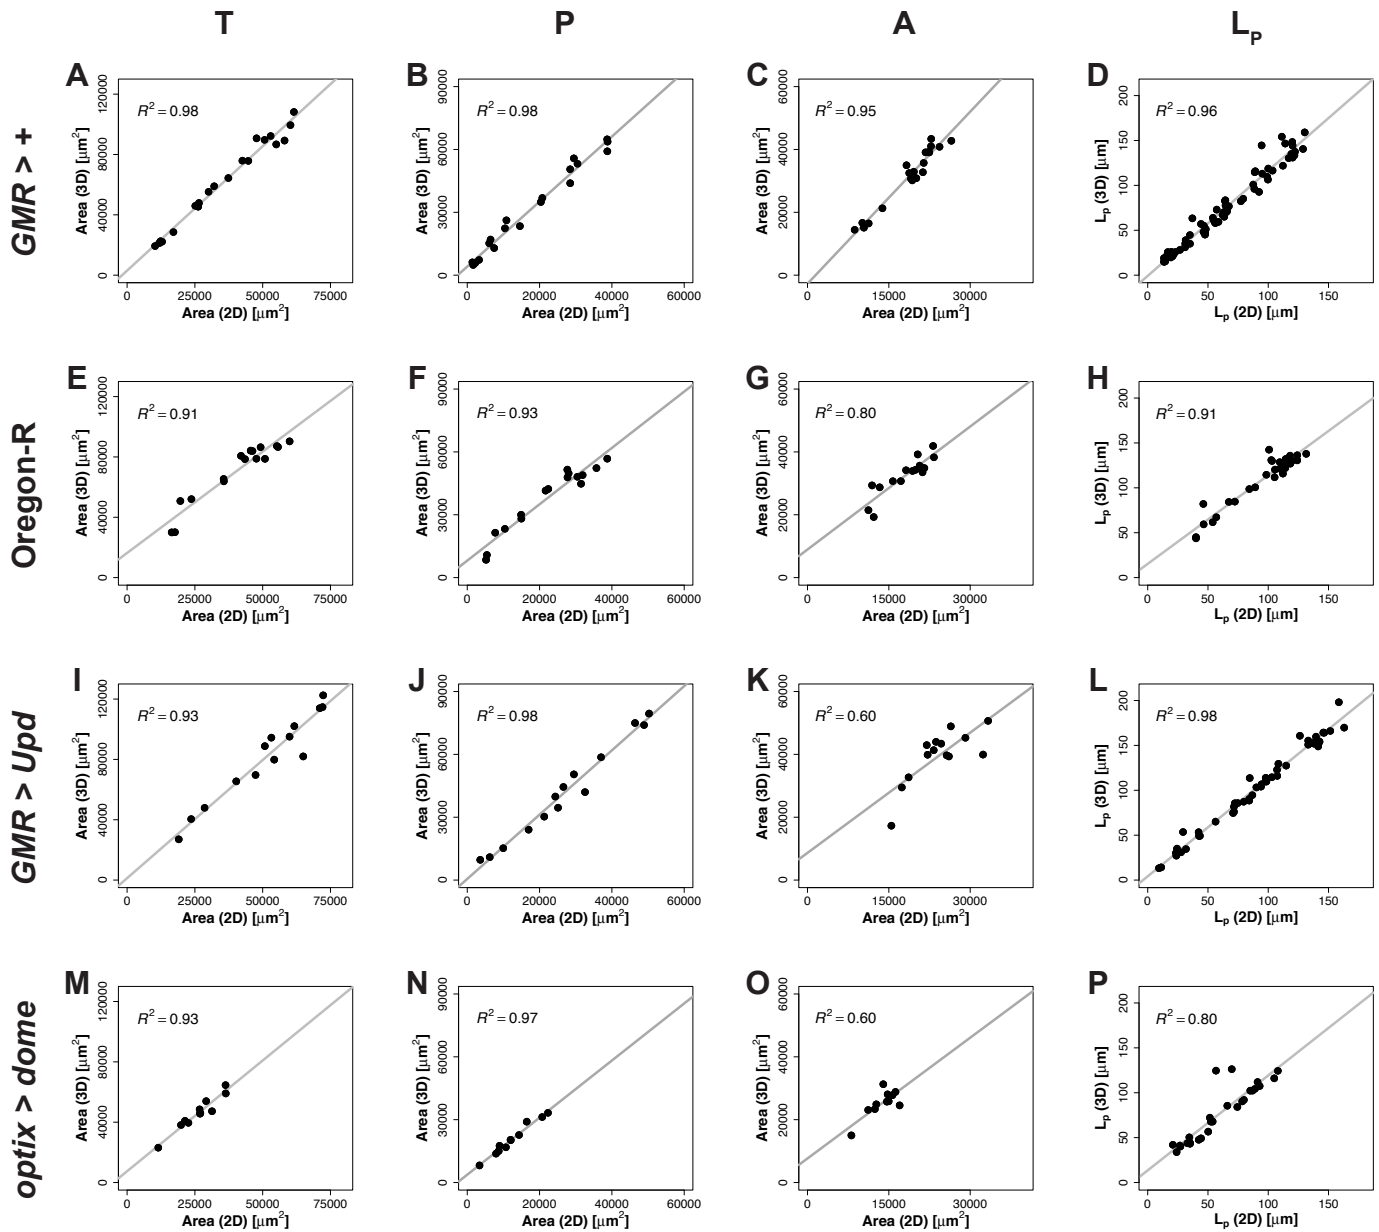 T P A L_P
GMR > +
A
R² = 0.98
Area (3D) [μm²]
0 40000 80000 120000
0 25000 50000 75000
Area (2D) [μm²]
B
R² = 0.98
Area (3D) [μm²]
0 30000 60000 90000
0 20000 40000 60000
Area (2D) [μm²]
C
R² = 0.95
Area (3D) [μm²]
0 20000 40000 60000
0 15000 30000
Area (2D) [μm²]
D
R² = 0.96
L_p (3D) [μm]
0 50 100 150 200
0 50 100 150
L_p (2D) [μm]
Oregon-R
E
R² = 0.91
Area (3D) [μm²]
0 40000 80000 120000
0 25000 50000 75000
Area (2D) [μm²]
F
R² = 0.93
Area (3D) [μm²]
0 30000 60000 90000
0 20000 40000 60000
Area (2D) [μm²]
G
R² = 0.80
Area (3D) [μm²]
0 20000 40000 60000
0 15000 30000
Area (2D) [μm²]
H
R² = 0.91
L_p (3D) [μm]
0 50 100 150 200
0 50 100 150
L_p (2D) [μm]
GMR > Upd
I
R² = 0.93
Area (3D) [μm²]
0 40000 80000 120000
0 25000 50000 75000
Area (2D) [μm²]
J
R² = 0.98
Area (3D) [μm²]
0 30000 60000 90000
0 20000 40000 60000
Area (2D) [μm²]
K
R² = 0.60
Area (3D) [μm²]
0 20000 40000 60000
0 15000 30000
Area (2D) [μm²]
L
R² = 0.98
L_p (3D) [μm]
0 50 100 150 200
0 50 100 150
L_p (2D) [μm]
optix > dome
M
R² = 0.93
Area (3D) [μm²]
0 40000 80000 120000
0 25000 50000 75000
Area (2D) [μm²]
N
R² = 0.97
Area (3D) [μm²]
0 30000 60000 90000
0 20000 40000 60000
Area (2D) [μm²]
O
R² = 0.60
Area (3D) [μm²]
0 20000 40000 60000
0 15000 30000
Area (2D) [μm²]
P
R² = 0.80
L_p (3D) [μm]
0 50 100 150 200
0 50 100 150
L_p (2D) [μm]